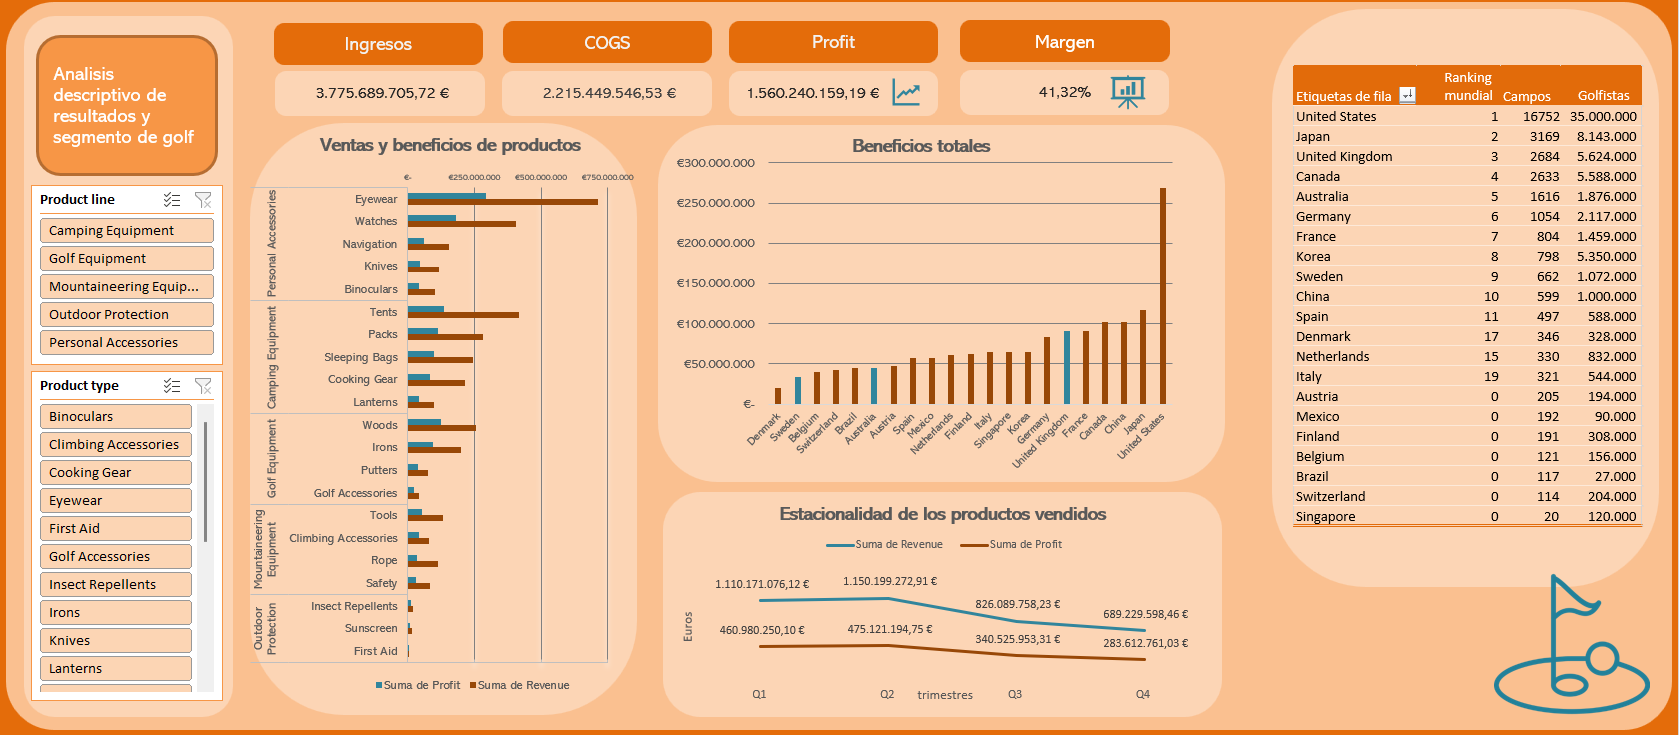 Analisis
descriptivo de
resultados y
segmento de golf
Product line
Camping Equipment
Golf Equipment
Mountaineering Equip...
Outdoor Protection
Personal Accessories
Product type
Binoculars
Climbing Accessories
Cooking Gear
Eyewear
First Aid
Golf Accessories
Insect Repellents
Irons
Knives
Lanterns
Ingresos
3.775.689.705,72 €
COGS
2.215.449.546,53 €
Profit
1.560.240.159,19 €
Margen
41,32%
Ventas y beneficios de productos
€- €250.000.000 €500.000.000 €750.000.000
Personal Accessories
Eyewear
Watches
Navigation
Knives
Binoculars
Camping Equipment
Tents
Packs
Sleeping Bags
Cooking Gear
Lanterns
Golf Equipment
Woods
Irons
Putters
Golf Accessories
Mountaineering
Equipment
Tools
Climbing Accessories
Rope
Safety
Outdoor
Protection
Insect Repellents
Sunscreen
First Aid
Suma de Profit Suma de Revenue
Beneficios totales
€300.000.000
€250.000.000
€200.000.000
€150.000.000
€100.000.000
€50.000.000
€-
Denmark
Sweden
Belgium
Switzerland
Brazil
Australia
Austria
Spain
Mexico
Netherlands
Finland
Italy
Singapore
Korea
Germany
United Kingdom
France
Canada
China
Japan
United States
Estacionalidad de los productos vendidos
Suma de Revenue Suma de Profit
Euros
1.110.171.076,12 € 1.150.199.272,91 € 826.089.758,23 € 689.229.598,46 €
460.980.250,10 € 475.121.194,75 € 340.525.953,31 € 283.612.761,03 €
Q1 Q2 Q3 Q4
trimestres
Etiquetas de fila Ranking mundial Campos Golfistas
United States 1 16752 35.000.000
Japan 2 3169 8.143.000
United Kingdom 3 2684 5.624.000
Canada 4 2633 5.588.000
Australia 5 1616 1.876.000
Germany 6 1054 2.117.000
France 7 804 1.459.000
Korea 8 798 5.350.000
Sweden 9 662 1.072.000
China 10 599 1.000.000
Spain 11 497 588.000
Denmark 17 346 328.000
Netherlands 15 330 832.000
Italy 19 321 544.000
Austria 0 205 194.000
Mexico 0 192 90.000
Finland 0 191 308.000
Belgium 0 121 156.000
Brazil 0 117 27.000
Switzerland 0 114 204.000
Singapore 0 20 120.000